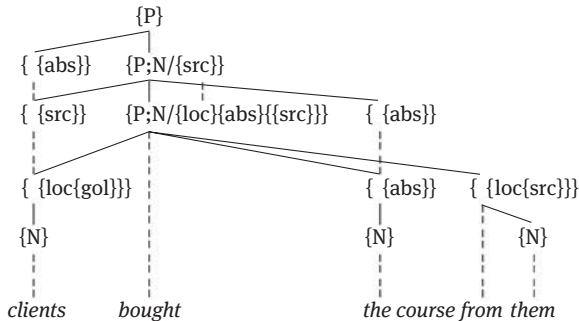 {P}
{ {abs}} {P;N/{src}}
{ {src}} {P;N/{loc}{abs}{{src}}} { {abs}}
{ {loc{gol}}} { {abs}} { {loc{src}}}
{N} {N} {N}
clients bought the course from them